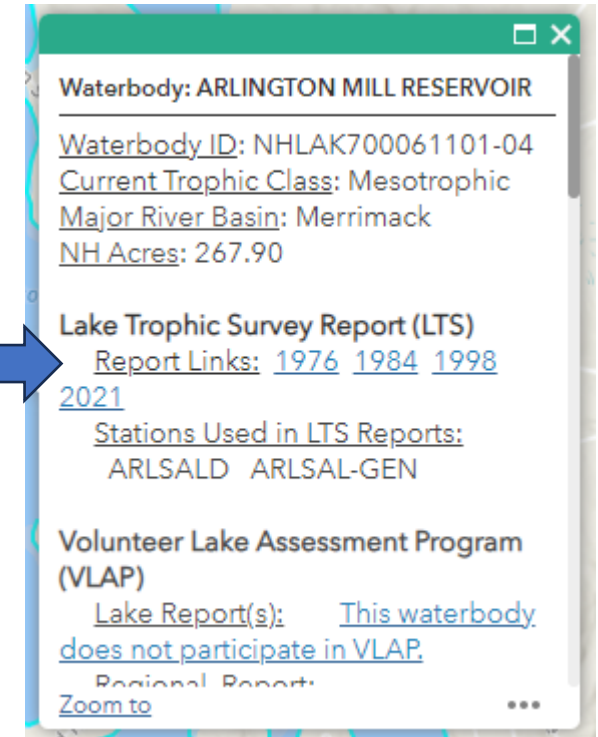 Waterbody: ARLINGTON MILL RESERVOIR
Waterbody ID: NHLAK700061101-04
Current Trophic Class: Mesotrophic
Major River Basin: Merrimack
NH Acres: 267.90
Lake Trophic Survey Report (LTS)
Report Links: 1976 1984 1998
2021
Stations Used in LTS Reports:
ARLSALD ARLSAL-GEN
Volunteer Lake Assessment Program
(VLAP)
Lake Report(s): This waterbody
does not participate in VLAP.
Regional Report:
Zoom to